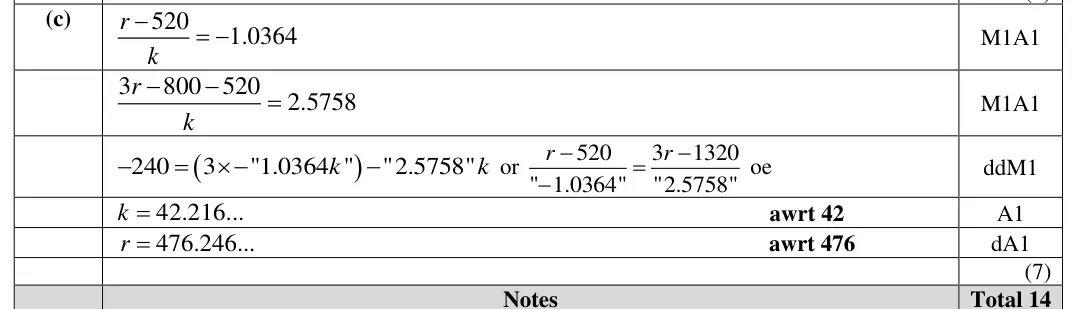 (c) (r − 520)/k = −1.0364 M1A1
(3r − 800 − 520)/k = 2.5758 M1A1
−240 = (3 × − "1.0364k") − "2.5758"k or (r − 520)/"−1.0364" = (3r − 1320)/"2.5758" oe ddM1
k = 42.216... awrt 42 A1
r = 476.246... awrt 476 dA1
(7)
Notes Total 14